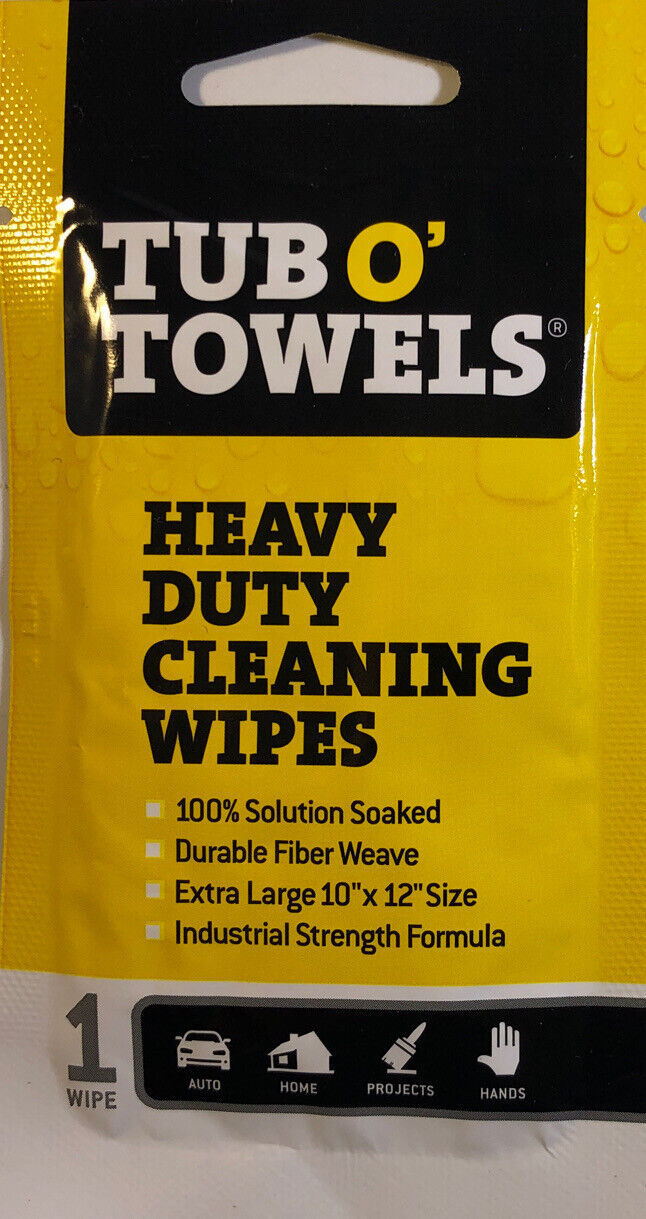 TUB O'
TOWELS®
HEAVY
DUTY
CLEANING
WIPES
100% Solution Soaked
Durable Fiber Weave
Extra Large 10" x 12" Size
Industrial Strength Formula
1
WIPE
AUTO
HOME
PROJECTS
HANDS